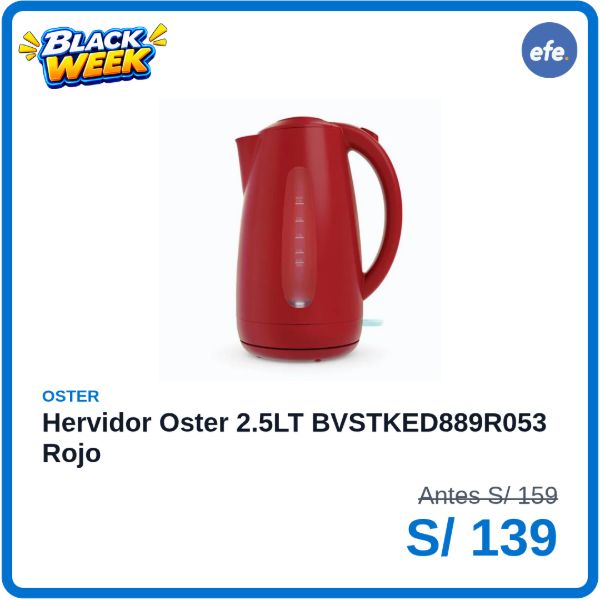 BLACK
WEEK
efe.
OSTER
Hervidor Oster 2.5LT BVSTKED889R053
Rojo
Antes S/ 159
S/ 139